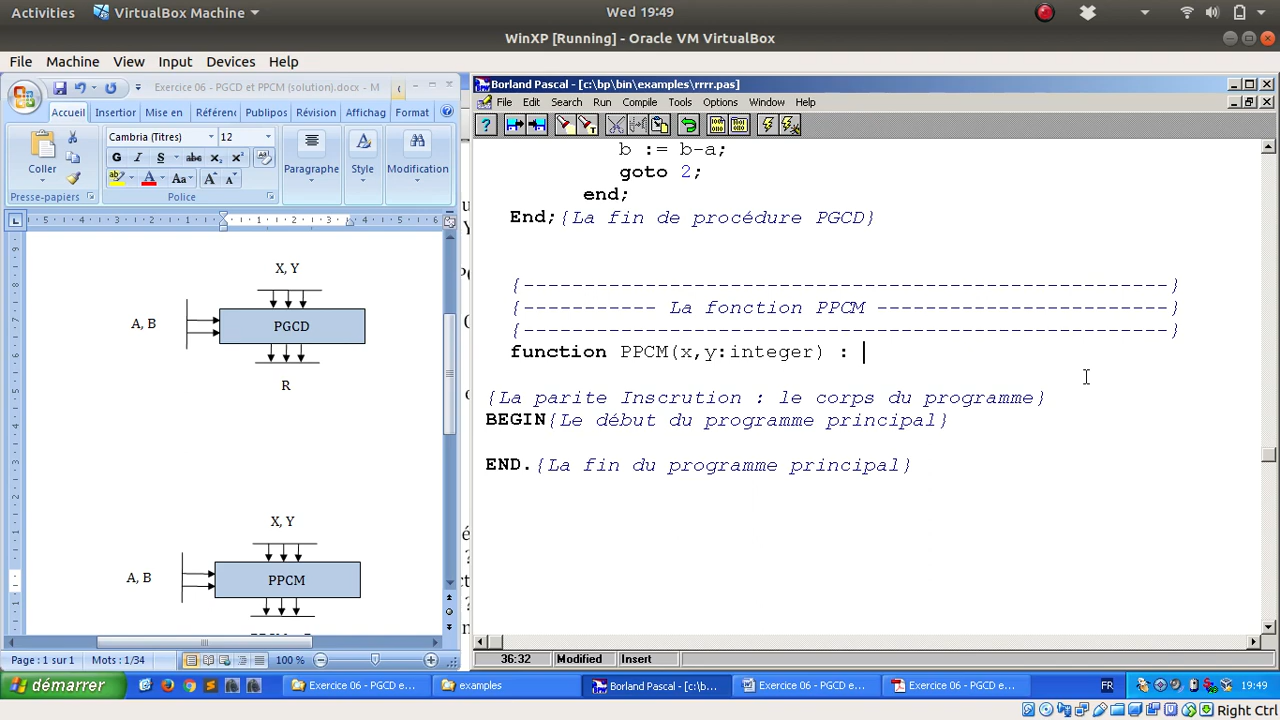 Activities
VirtualBox Machine
Wed 19:49
WinXP [Running] - Oracle VM VirtualBox
File Machine View Input Devices Help
Exercice 06 - PGCD et PPCM (solution).docx - M
Accueil Insertion Mise en Référenc Publipos Révision Affichag Format
Cambria (Titres) 12
Coller
Paragraphe
Style
Modification
Presse-papiers
Police
X, Y
A, B
PGCD
R
X, Y
A, B
PPCM
Page : 1 sur 1 Mots : 1/34 100 %
Borland Pascal - [c:\bp\bin\examples\rrrr.pas]
File Edit Search Run Compile Tools Options Window Help
b := b-a;
goto 2;
end;
End;{La fin de procédure PGCD}
{-----------------------------------------------------}
{----------- La fonction PPCM ------------------------}
{-----------------------------------------------------}
function PPCM(x,y:integer) :
{La parite Inscrution : le corps du programme}
BEGIN{Le début du programme principal}
END.{La fin du programme principal}
36:32 Modified Insert
démarrer
Exercice 06 - PGCD e...
examples
Borland Pascal - [c:\b...
Exercice 06 - PGCD e...
Exercice 06 - PGCD e...
FR
19:49
Right Ctrl